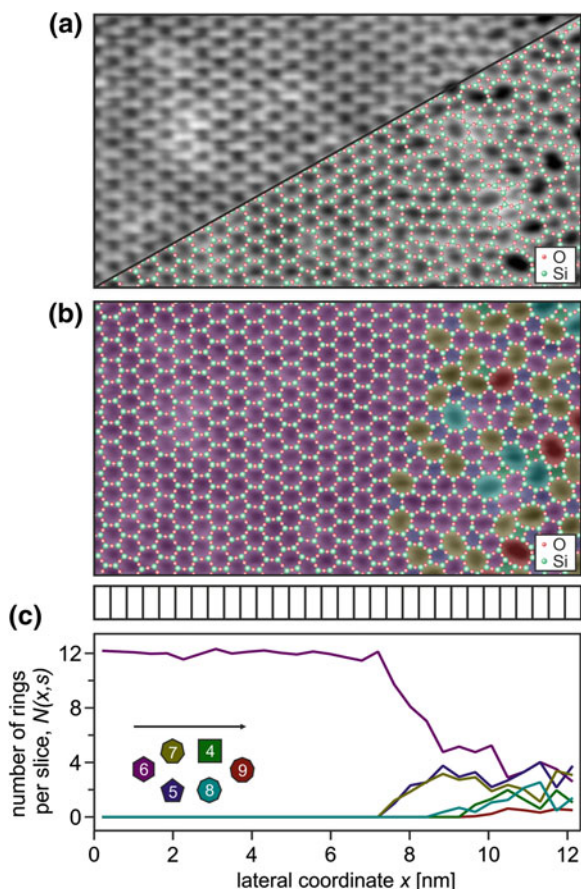 (a)
O
Si
(b)
O
Si
(c)
number of rings
per slice, N(x,s)
12
8
4
0
7
4
6
9
5
8
0
2
4
6
8
10
12
lateral coordinate x [nm]